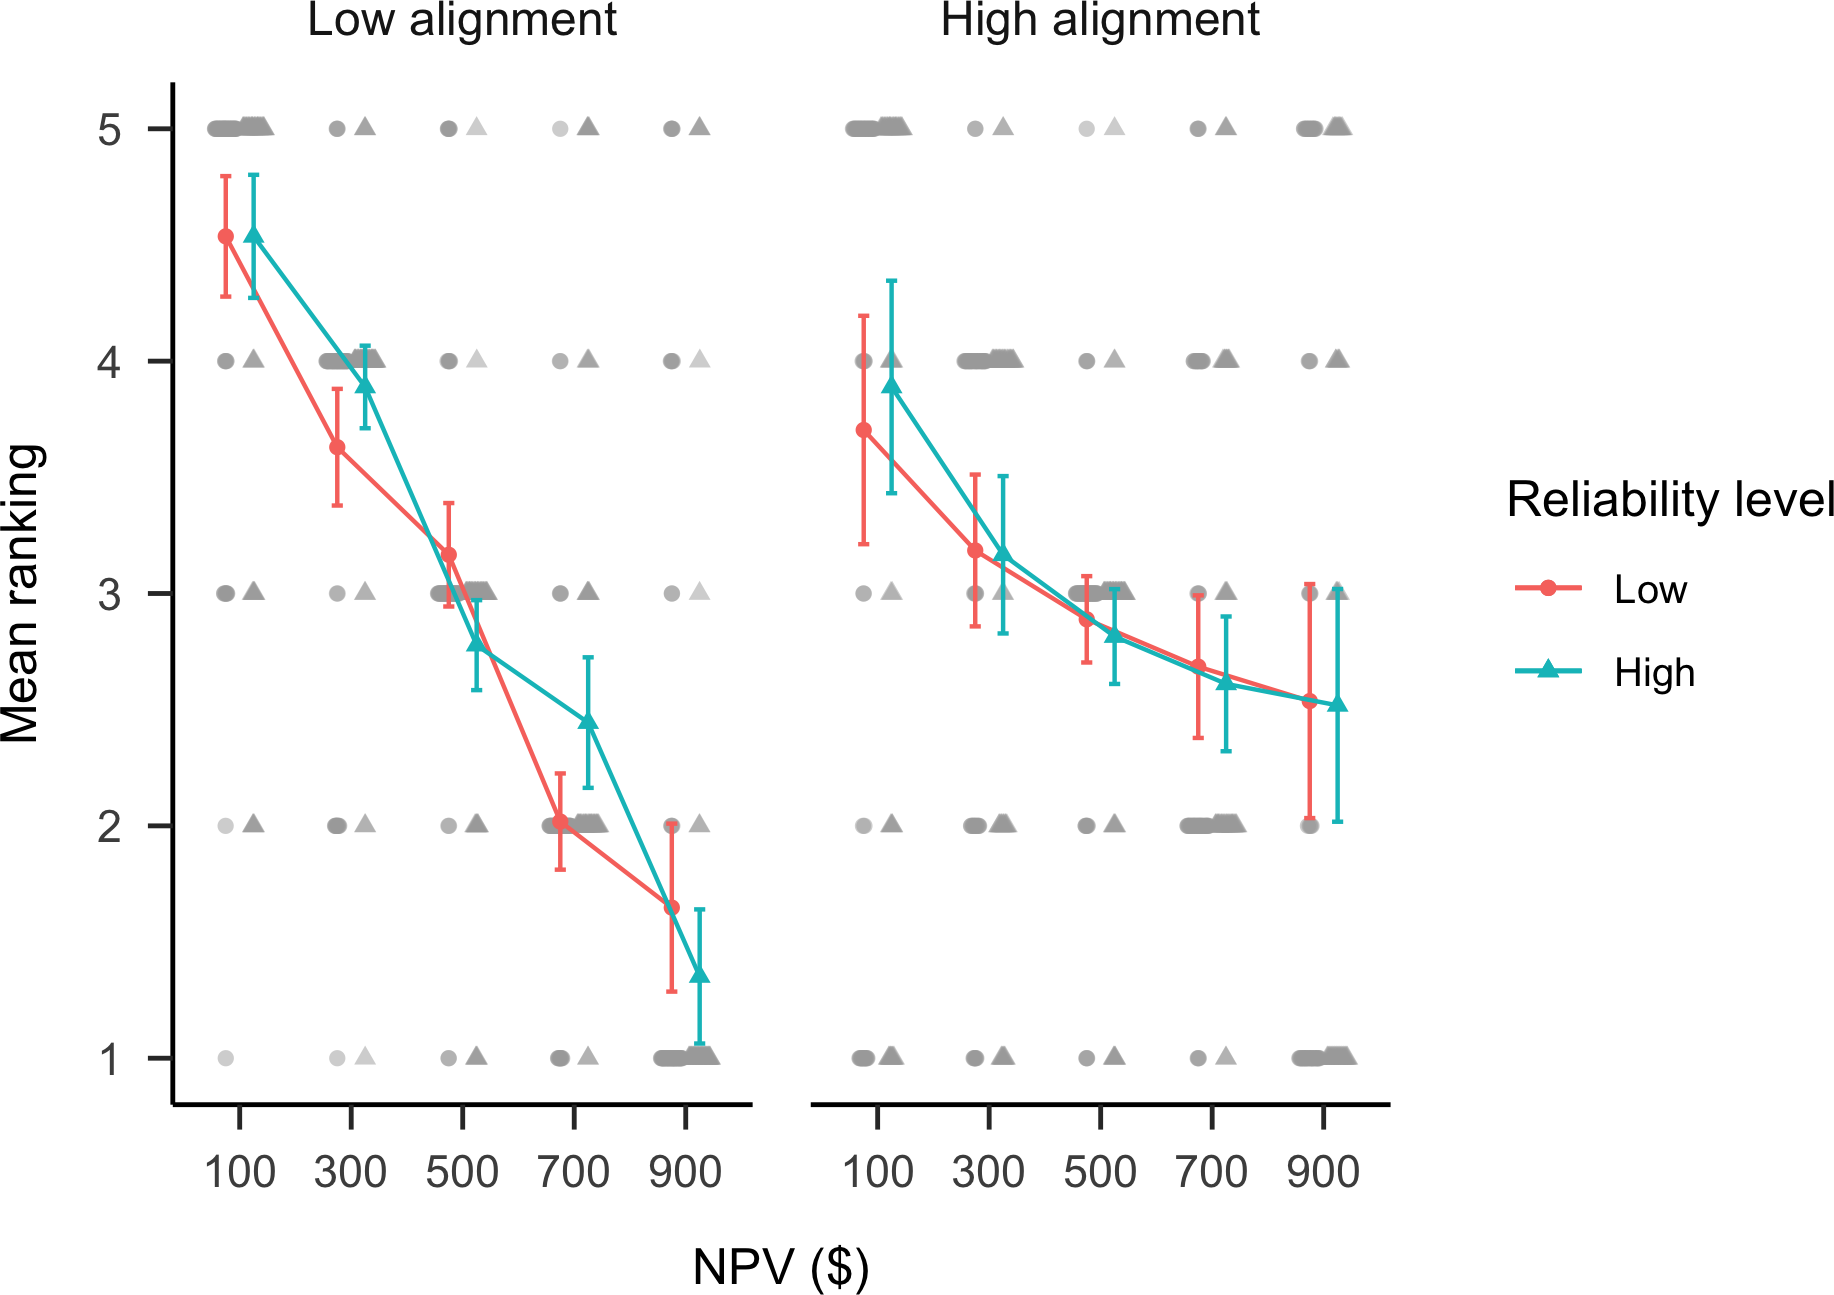 Low alignment
High alignment
Mean ranking
5
4
3
2
1
100 300 500 700 900
100 300 500 700 900
NPV ($)
Reliability level
Low
High